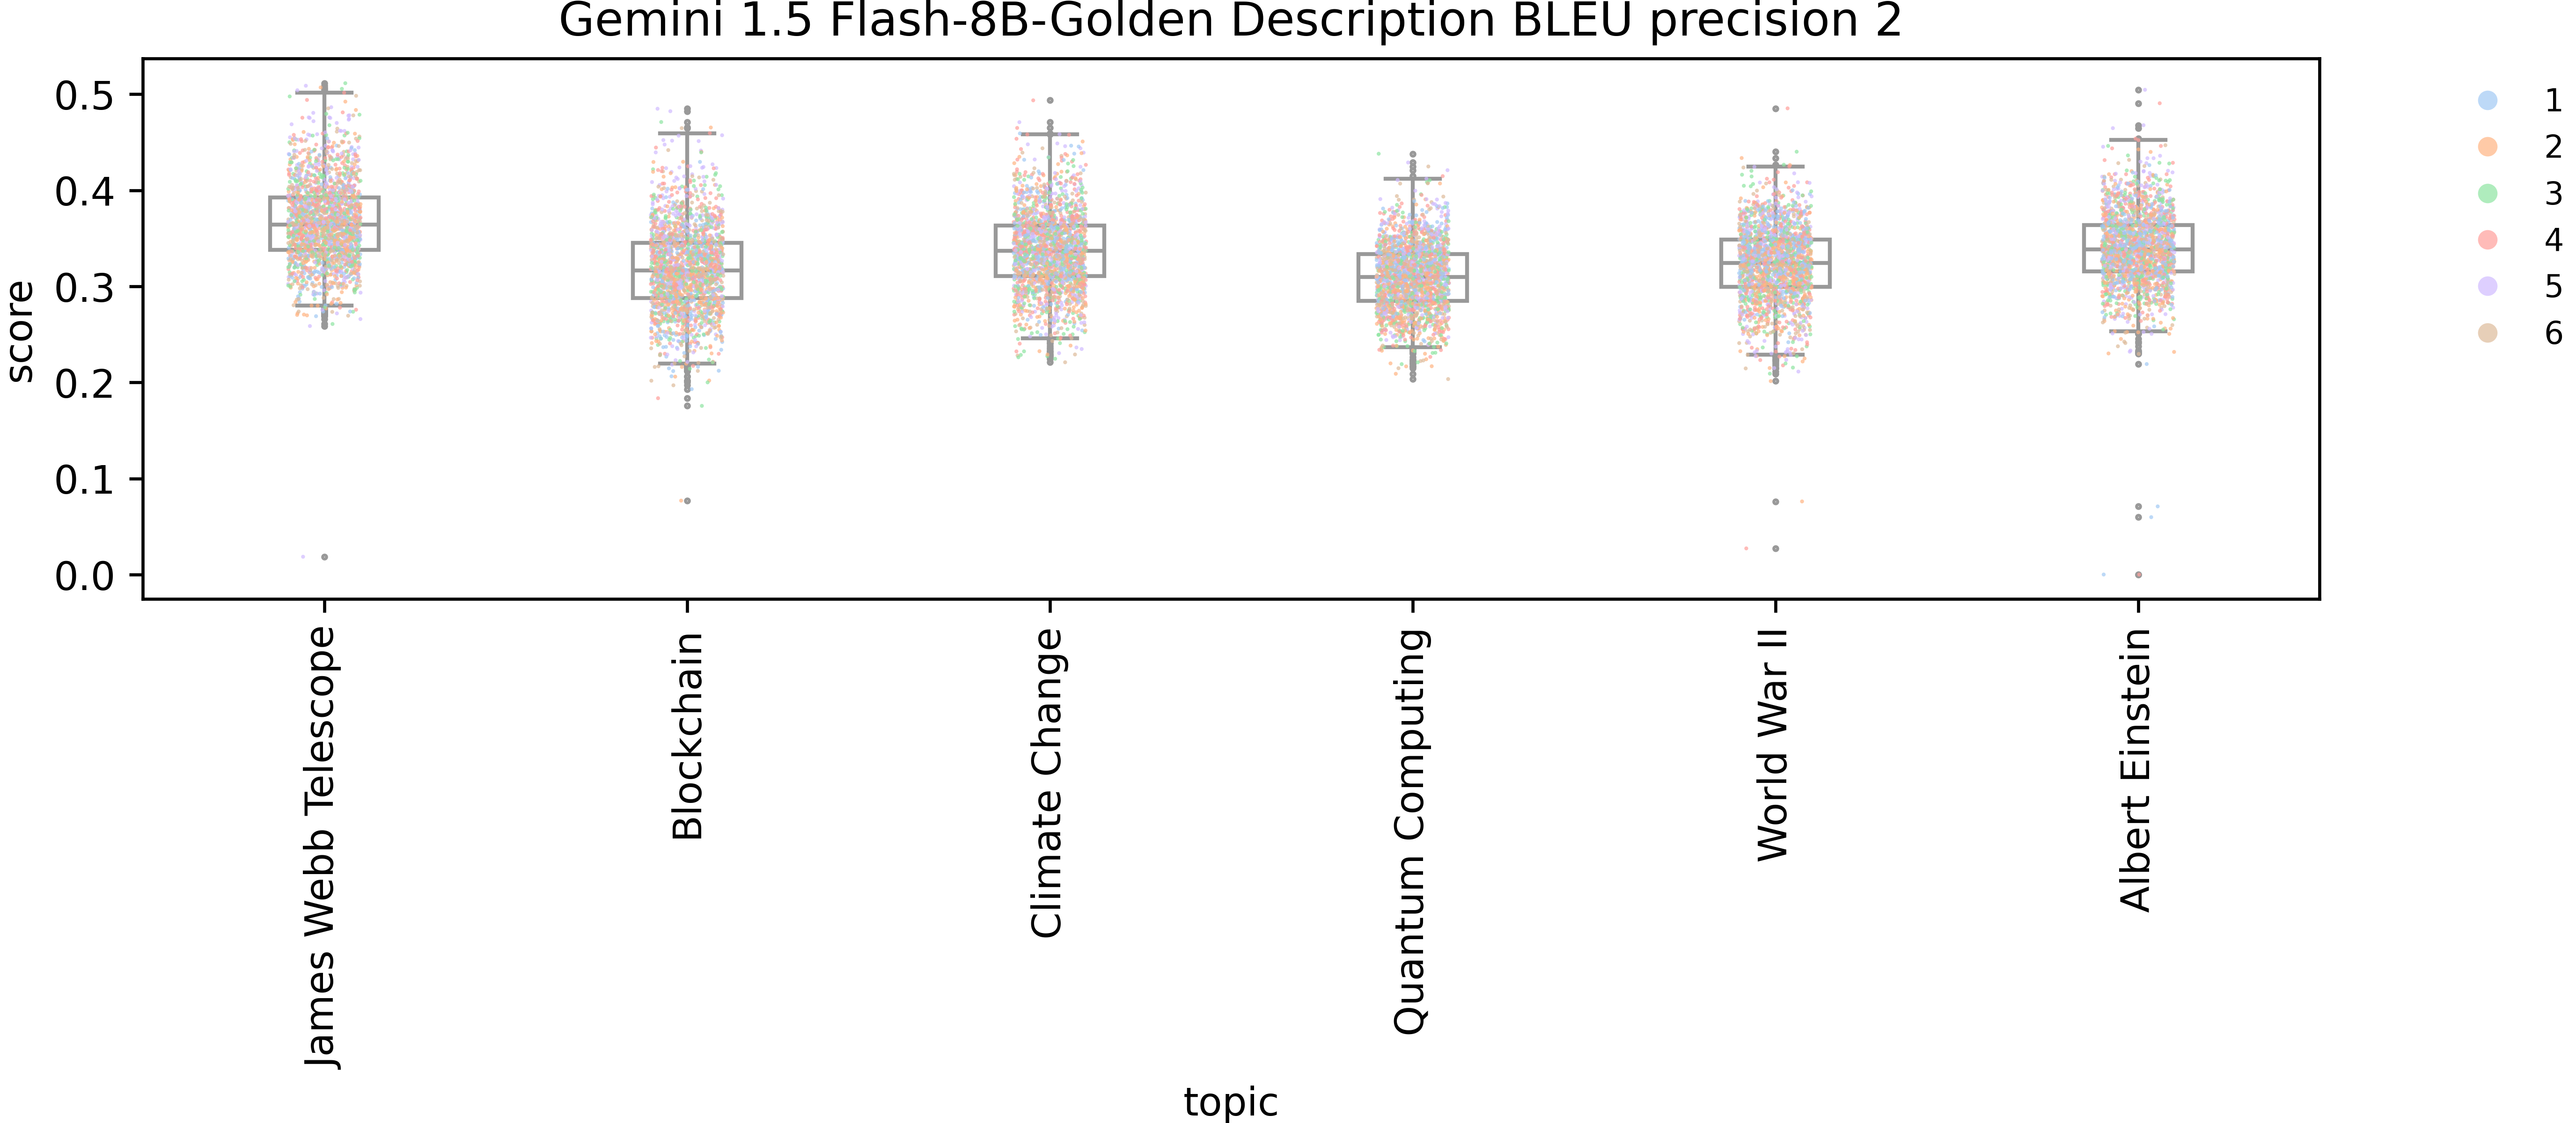 Gemini 1.5 Flash-8B-Golden Description BLEU precision 2
score
0.5
0.4
0.3
0.2
0.1
0.0
1
2
3
4
5
6
James Webb Telescope
Blockchain
Climate Change
Quantum Computing
World War II
Albert Einstein
topic